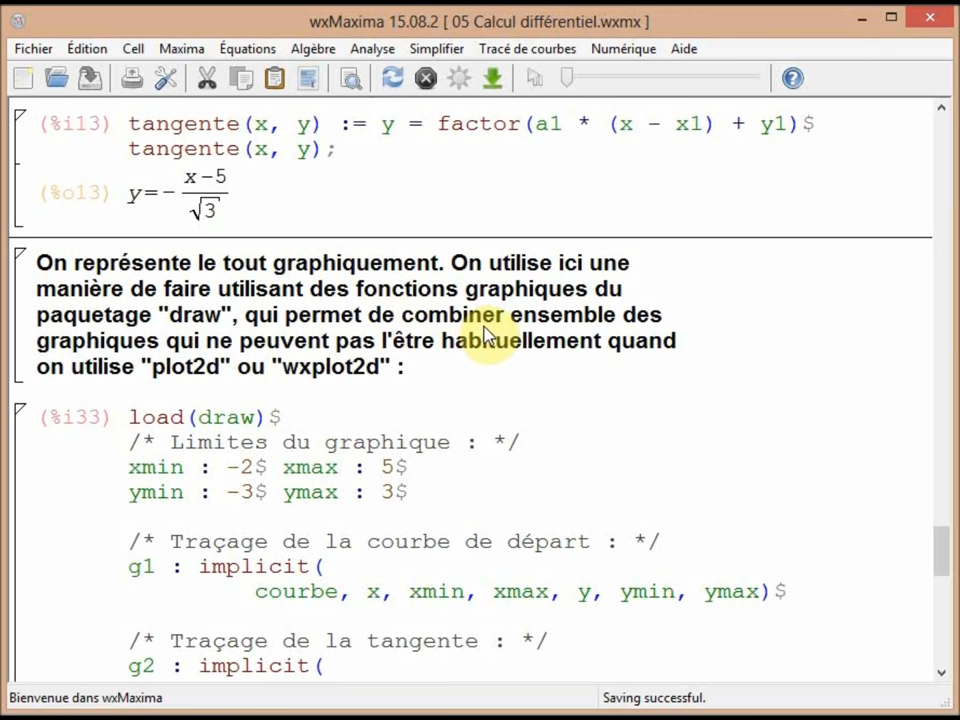 wxMaxima 15.08.2 [ 05 Calcul différentiel.wxmx ]
Fichier Édition Cell Maxima Équations Algèbre Analyse Simplifier Tracé de courbes Numérique Aide
(%i13) tangente(x, y) := y = factor(a1 * (x - x1) + y1)$
tangente(x, y);
(%o13) y=-(x-5)/√3
On représente le tout graphiquement. On utilise ici une
manière de faire utilisant des fonctions graphiques du
paquetage "draw", qui permet de combiner ensemble des
graphiques qui ne peuvent pas l'être habituellement quand
on utilise "plot2d" ou "wxplot2d" :
(%i33) load(draw)$
/* Limites du graphique : */
xmin : -2$ xmax : 5$
ymin : -3$ ymax : 3$
/* Traçage de la courbe de départ : */
g1 : implicit(
courbe, x, xmin, xmax, y, ymin, ymax)$
/* Traçage de la tangente : */
g2 : implicit(
Bienvenue dans wxMaxima Saving successful.